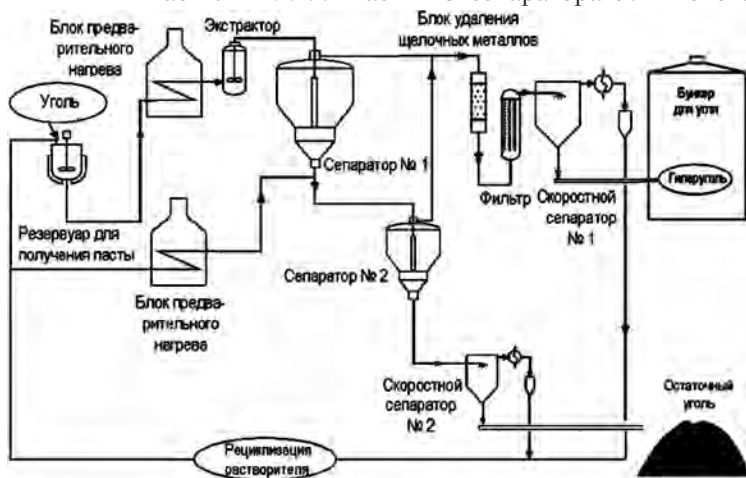 Блок предва-
рительного
нагрева
Экстрактор
Блок удаления
щелочных металлов
Уголь
Бункер
для угля
Сепаратор № 1
Фильтр
Скоростной
сепаратор
№ 1
Гиперуголь
Резервуар для
получения пасты
Сепаратор № 2
Блок предва-
рительного
нагрева
Скоростной
сепаратор
№ 2
Остаточный
уголь
Рециклизация
растворителя